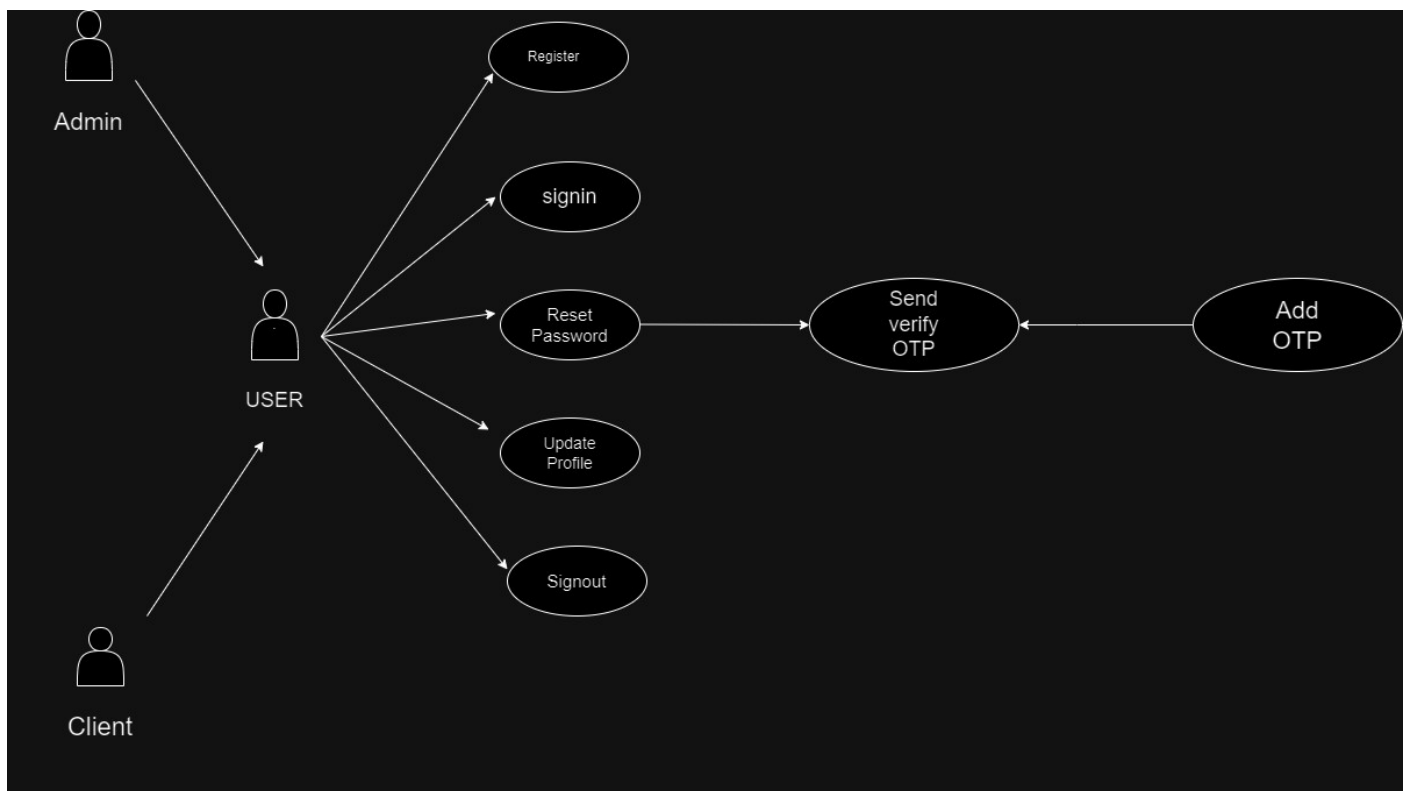 Register
Admin
signin
Send
verify
OTP
Add
OTP
Reset
Password
USER
Update
Profile
Signout
Client